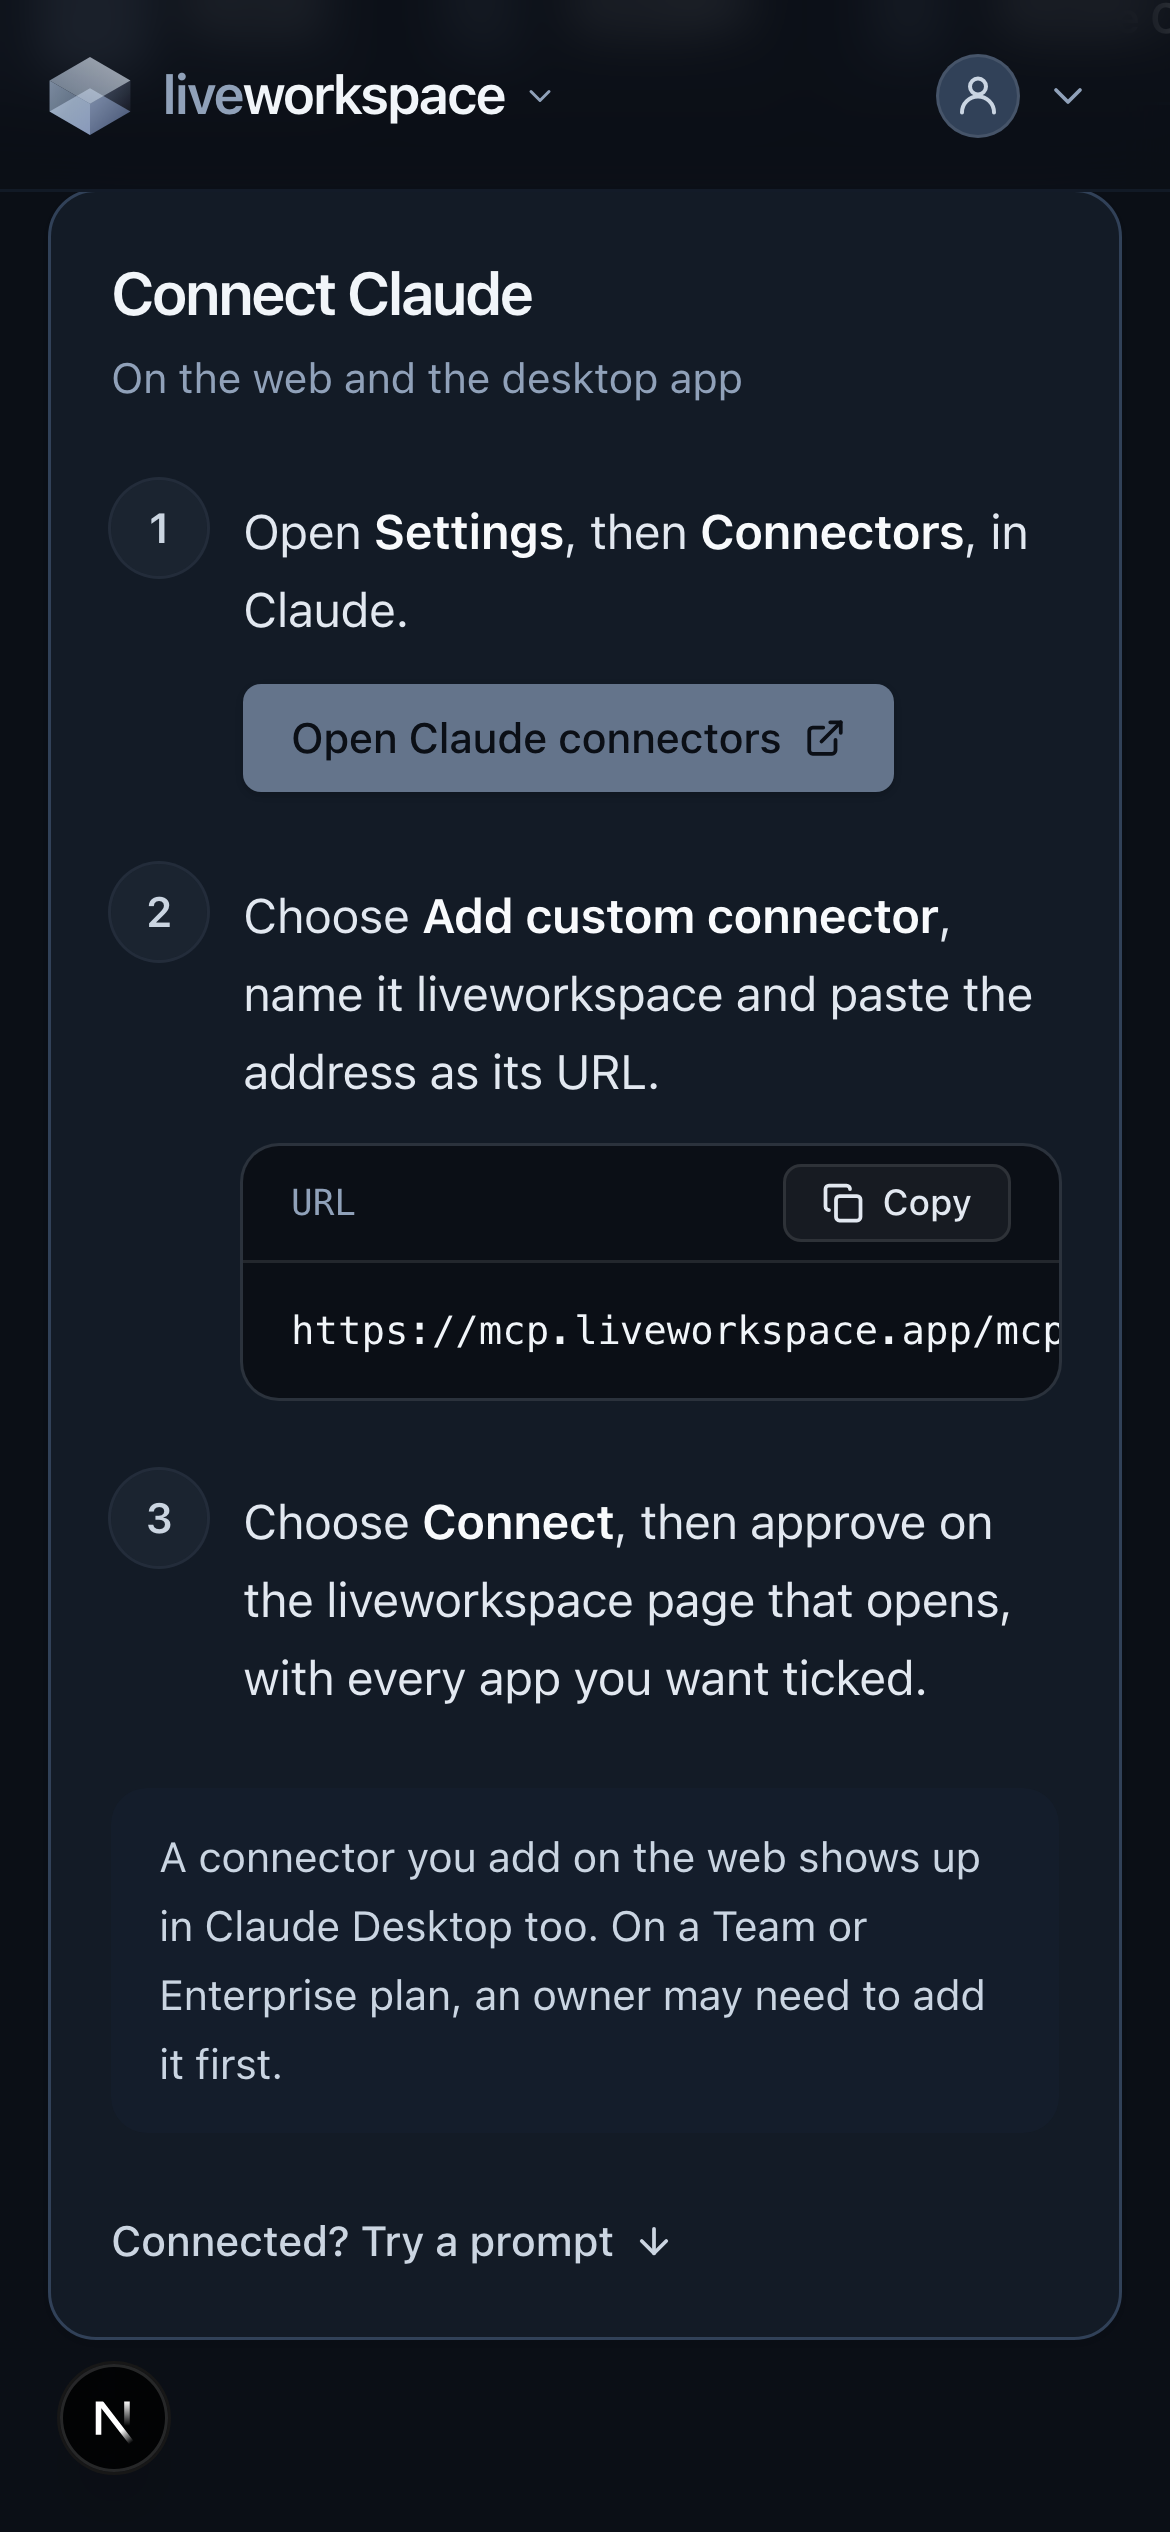 liveworkspace
Connect Claude
On the web and the desktop app
1
Open Settings, then Connectors, in
Claude.
Open Claude connectors
2
Choose Add custom connector,
name it liveworkspace and paste the
address as its URL.
URL
Copy
https://mcp.liveworkspace.app/mcp
3
Choose Connect, then approve on
the liveworkspace page that opens,
with every app you want ticked.
A connector you add on the web shows up
in Claude Desktop too. On a Team or
Enterprise plan, an owner may need to add
it first.
Connected? Try a prompt
N